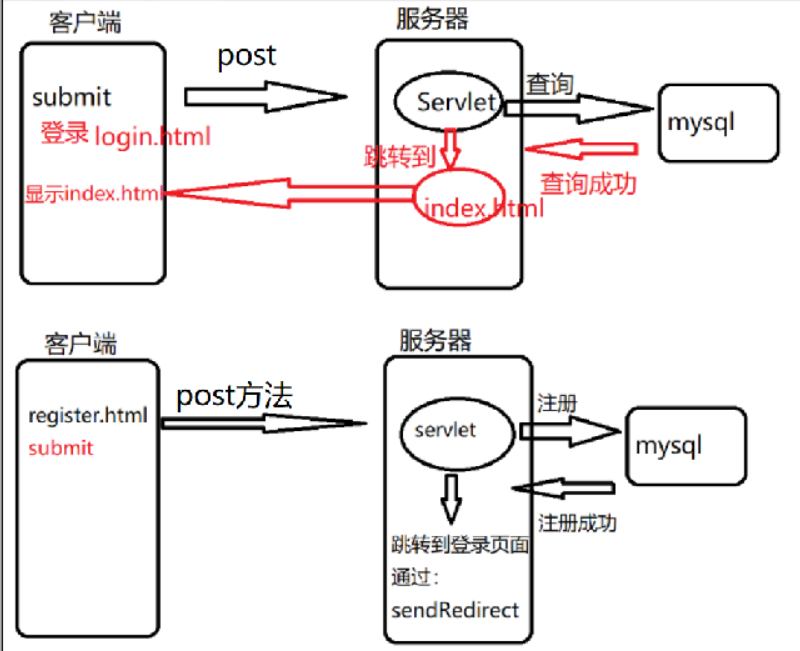 客户端
服务器
post
submit
登录 login.html
显示index.html
Servlet
查询
mysql
跳转到
查询成功
index.html
客户端
服务器
post方法
register.html
submit
servlet
注册
mysql
注册成功
跳转到登录页面
通过：
sendRedirect